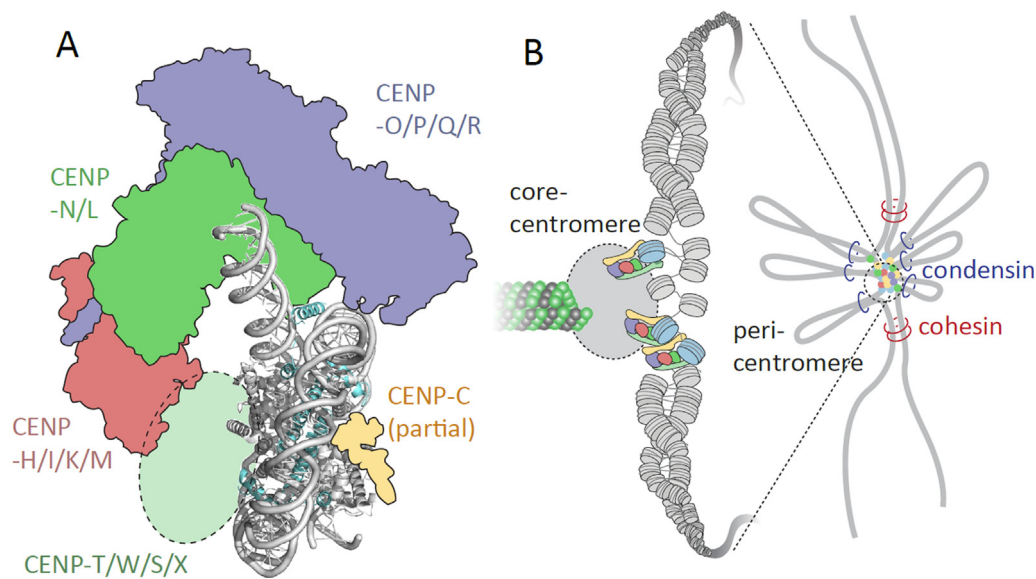 A
CENP
-O/P/Q/R
CENP
-N/L
CENP-C
(partial)
CENP
-H/I/K/M
CENP-T/W/S/X
B
core-
centromere
peri-
centromere
condensin
cohesin